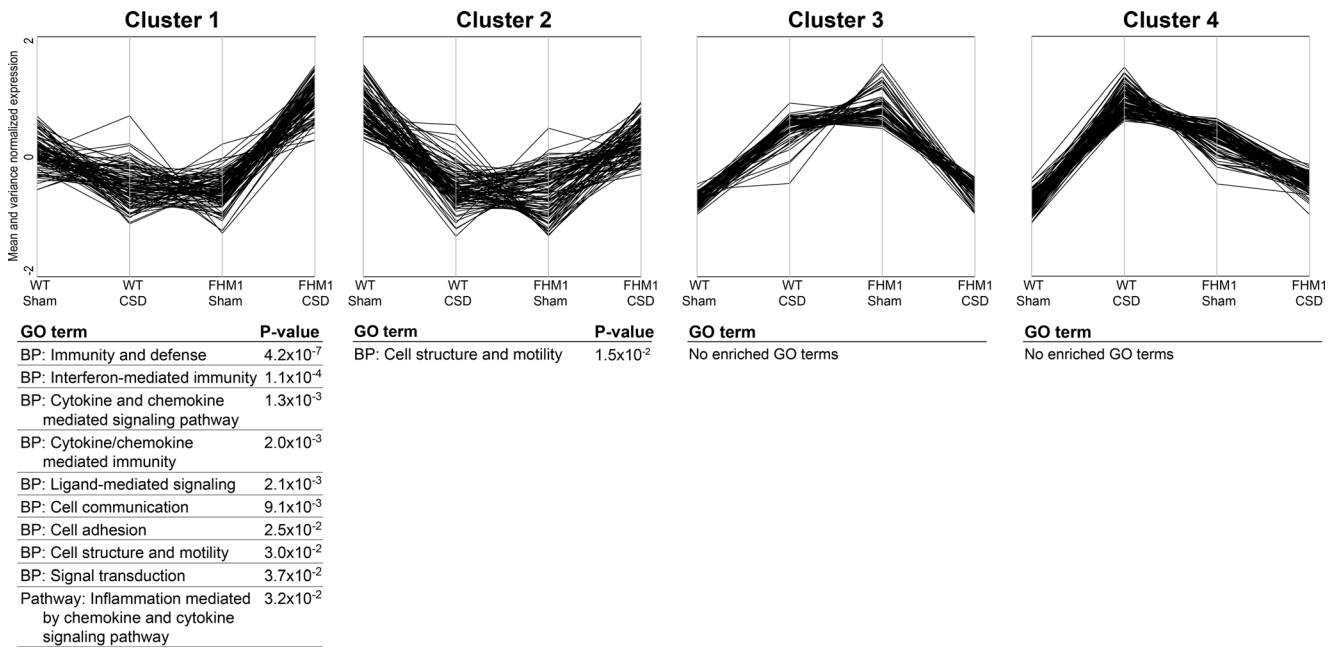 Cluster 1
Cluster 2
Cluster 3
Cluster 4
Mean and variance normalized expression
2
0
-2
WT Sham
WT CSD
FHM1 Sham
FHM1 CSD
WT Sham
WT CSD
FHM1 Sham
FHM1 CSD
WT Sham
WT CSD
FHM1 Sham
FHM1 CSD
WT Sham
WT CSD
FHM1 Sham
FHM1 CSD
GO term P-value
BP: Immunity and defense 4.2x10⁻⁷
BP: Interferon-mediated immunity 1.1x10⁻⁴
BP: Cytokine and chemokine 1.3x10⁻³
mediated signaling pathway
BP: Cytokine/chemokine 2.0x10⁻³
mediated immunity
BP: Ligand-mediated signaling 2.1x10⁻³
BP: Cell communication 9.1x10⁻³
BP: Cell adhesion 2.5x10⁻²
BP: Cell structure and motility 3.0x10⁻²
BP: Signal transduction 3.7x10⁻²
Pathway: Inflammation mediated 3.2x10⁻²
by chemokine and cytokine
signaling pathway
GO term P-value
BP: Cell structure and motility 1.5x10⁻²
GO term
No enriched GO terms
GO term
No enriched GO terms